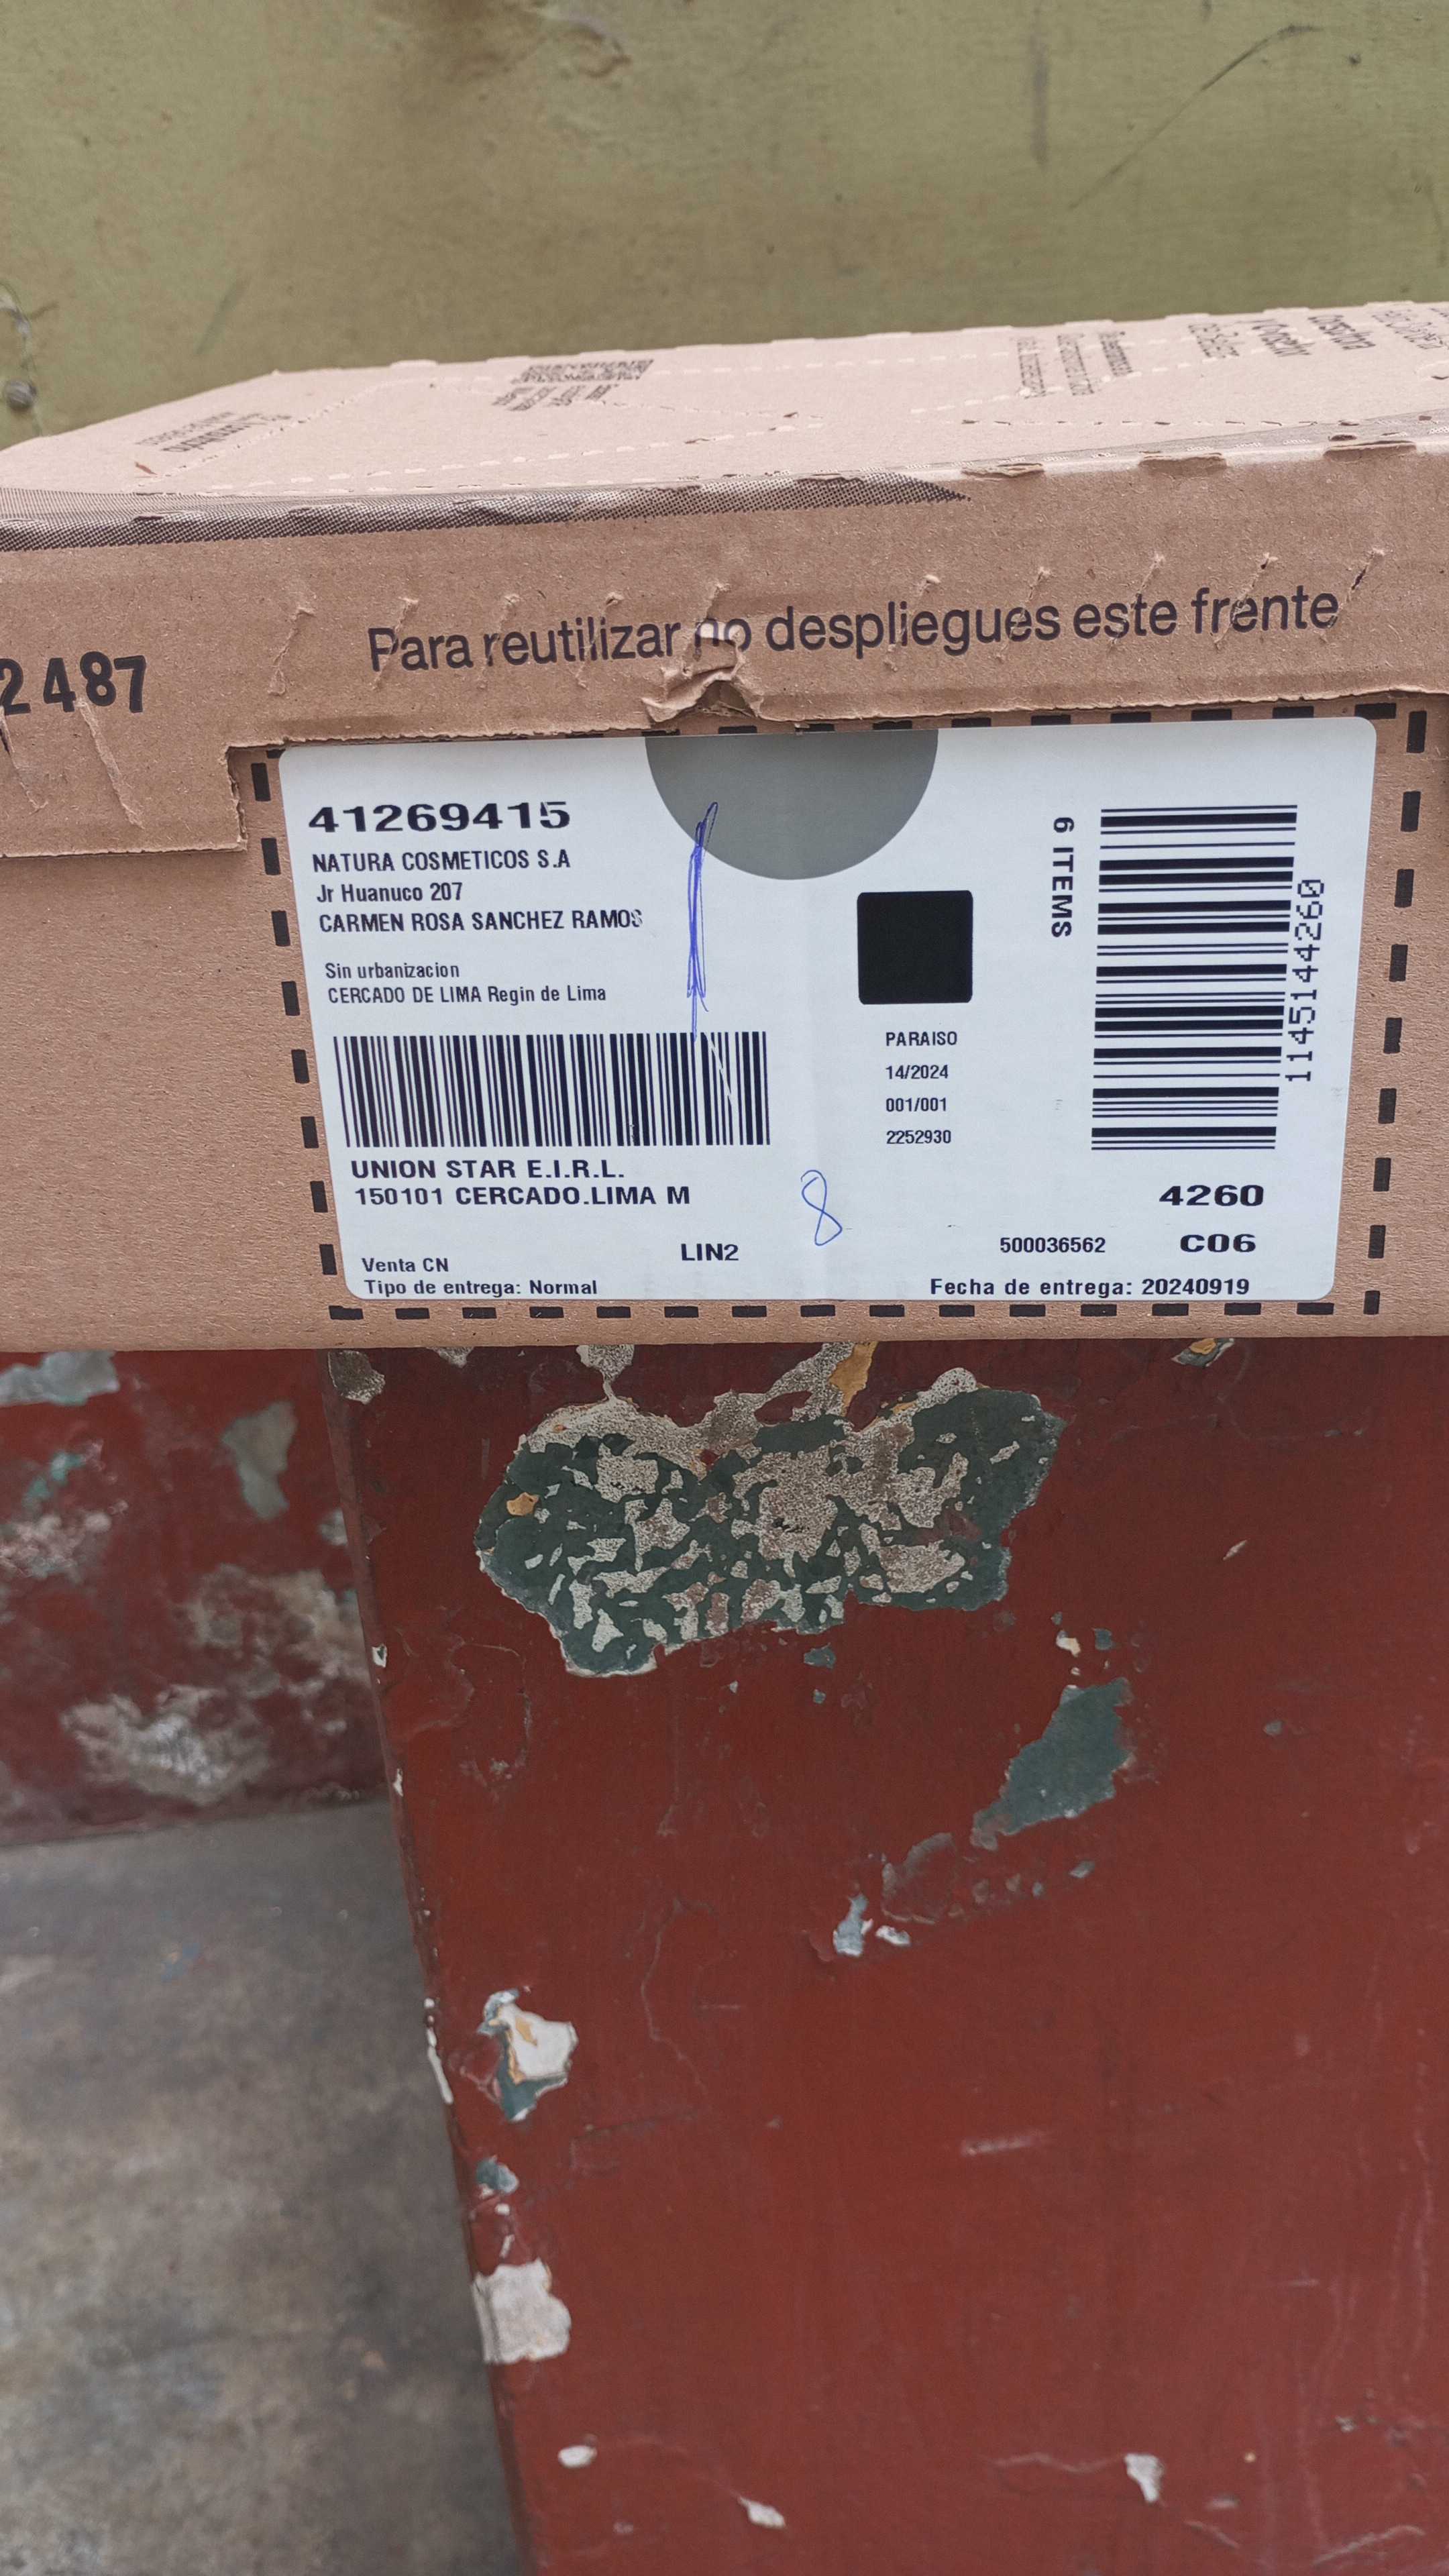 Para reutilizar no despliegues este frente
2487
41269415
NATURA COSMETICOS S.A
Jr Huanuco 207
CARMEN ROSA SANCHEZ RAMOS
Sin urbanizacion
CERCADO DE LIMA Regin de Lima
UNION STAR E.I.R.L.
150101 CERCADO.LIMA M
Venta CN
Tipo de entrega: Normal
LIN2
8
PARAISO
14/2024
001/001
2252930
6 ITEMS
1145144260
4260
500036562 C06
Fecha de entrega: 20240919